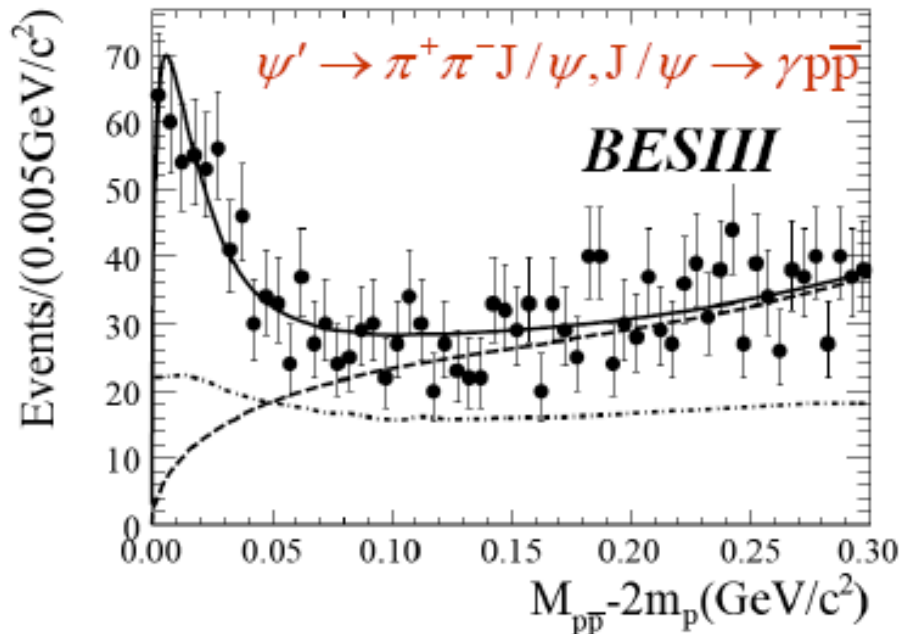 ψ′ → π⁺π⁻J/ψ, J/ψ → γpp̅
BESIII
Events/(0.005GeV/c²)
70
60
50
40
30
20
10
0
0.00 0.05 0.10 0.15 0.20 0.25 0.30
M_pp̅-2m_p(GeV/c²)